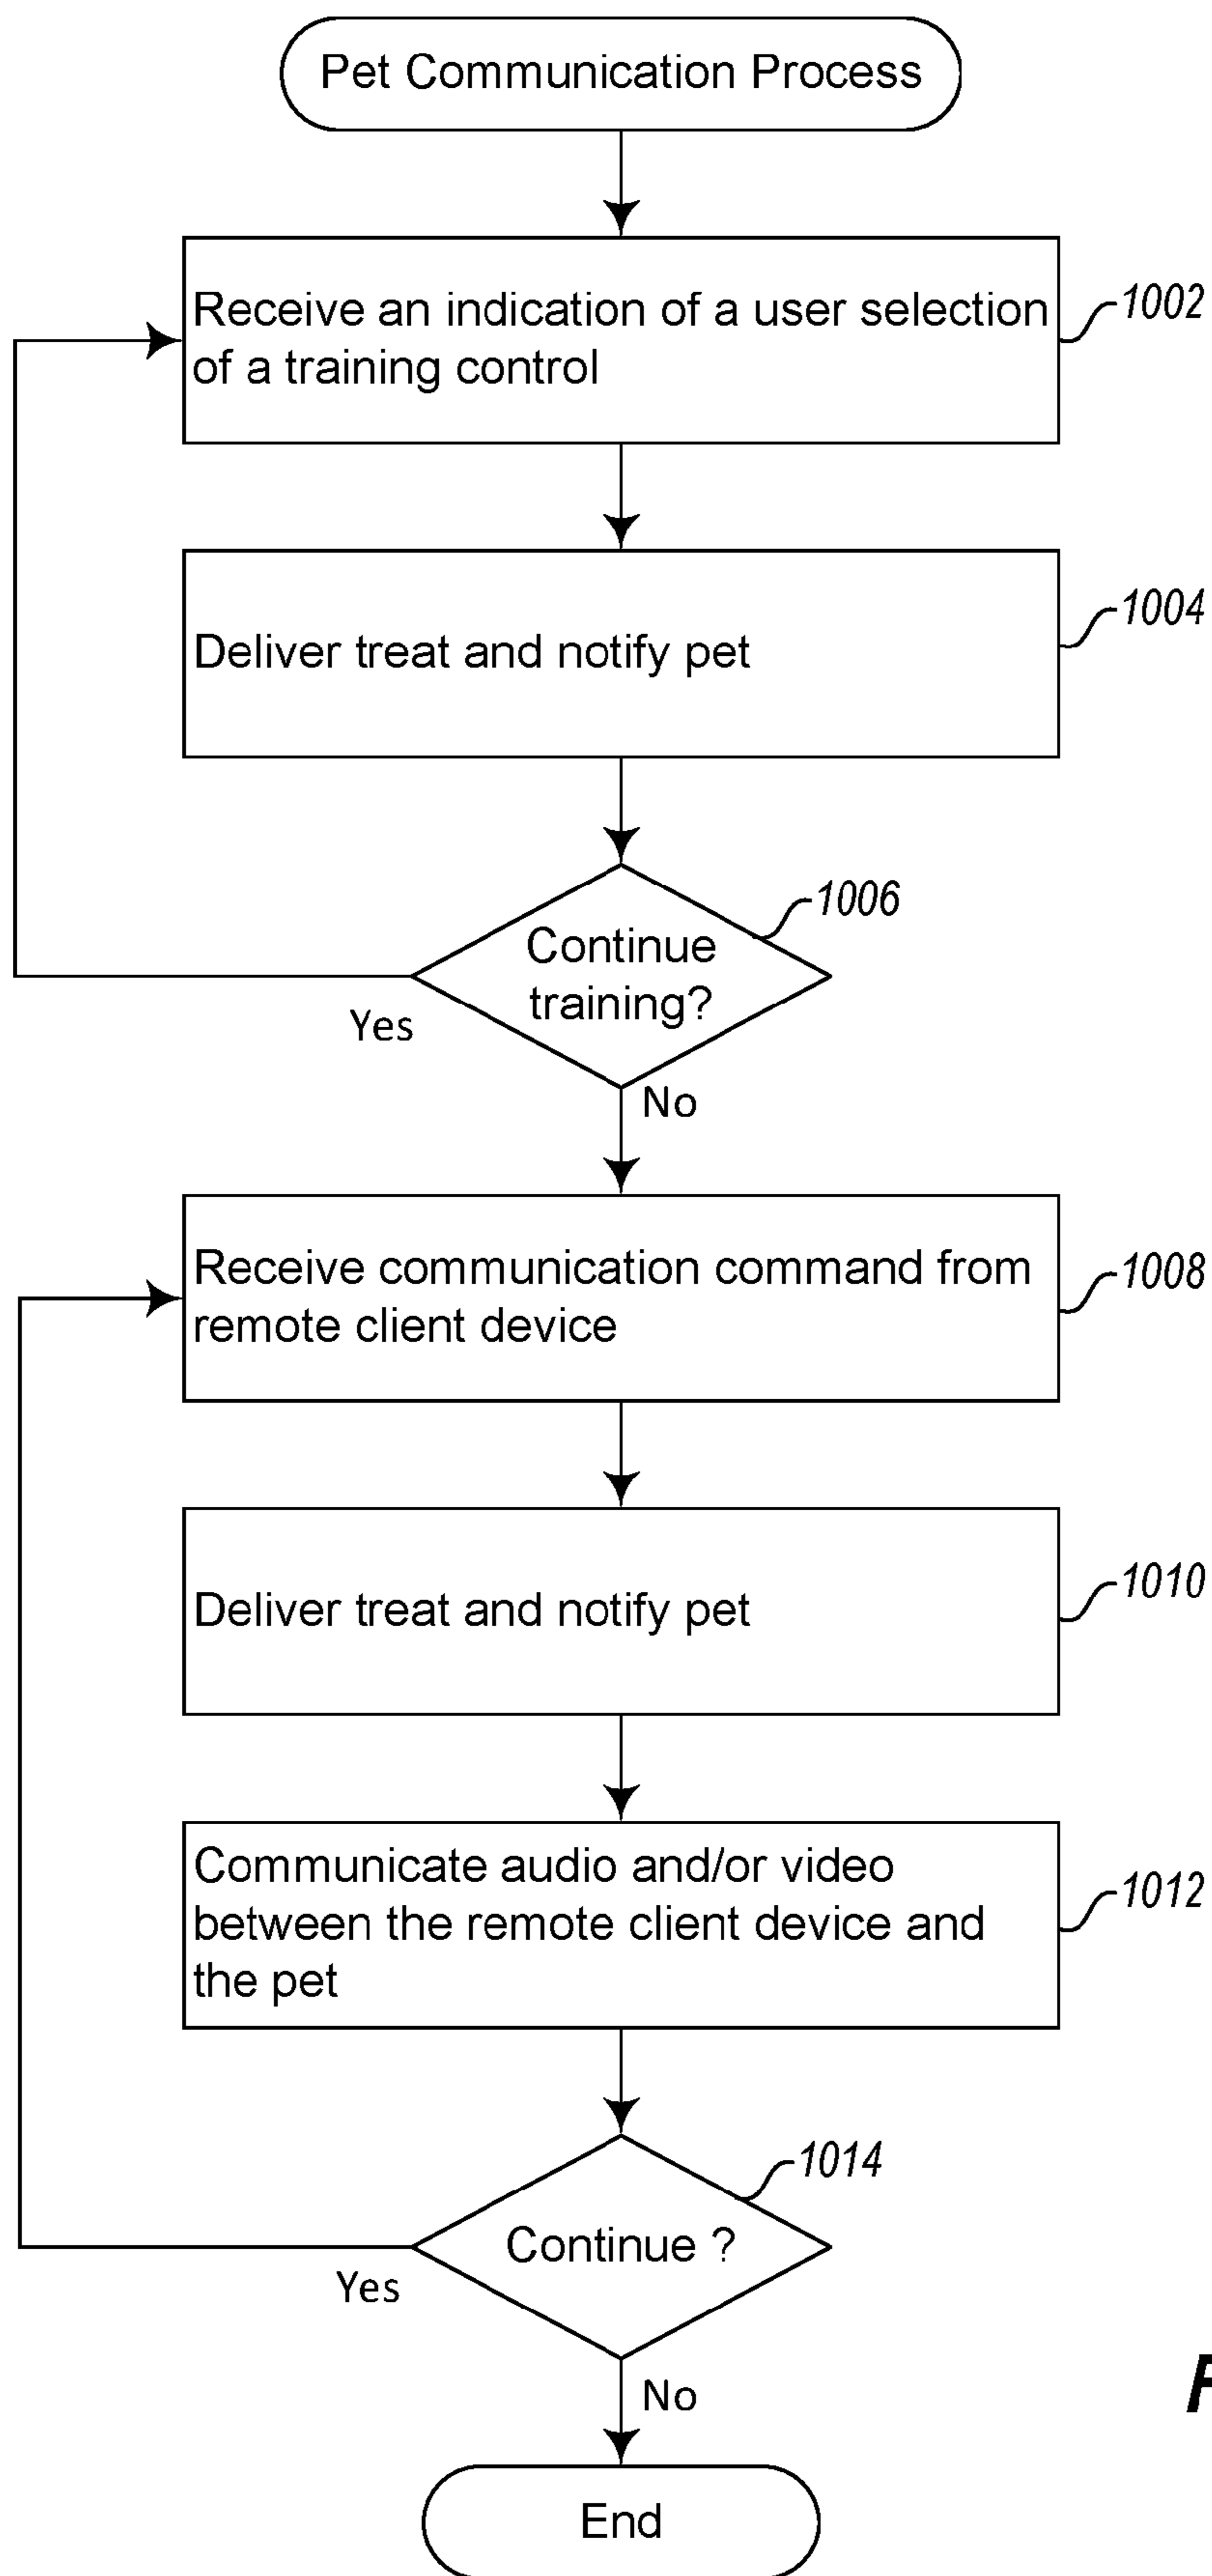 Pet Communication Process
Receive an indication of a user selection
of a training control
1002
Deliver treat and notify pet
1004
1006
Continue
training?
Yes
No
Receive communication command from
remote client device
1008
Deliver treat and notify pet
1010
Communicate audio and/or video
between the remote client device and
the pet
1012
1014
Continue ?
Yes
No
End